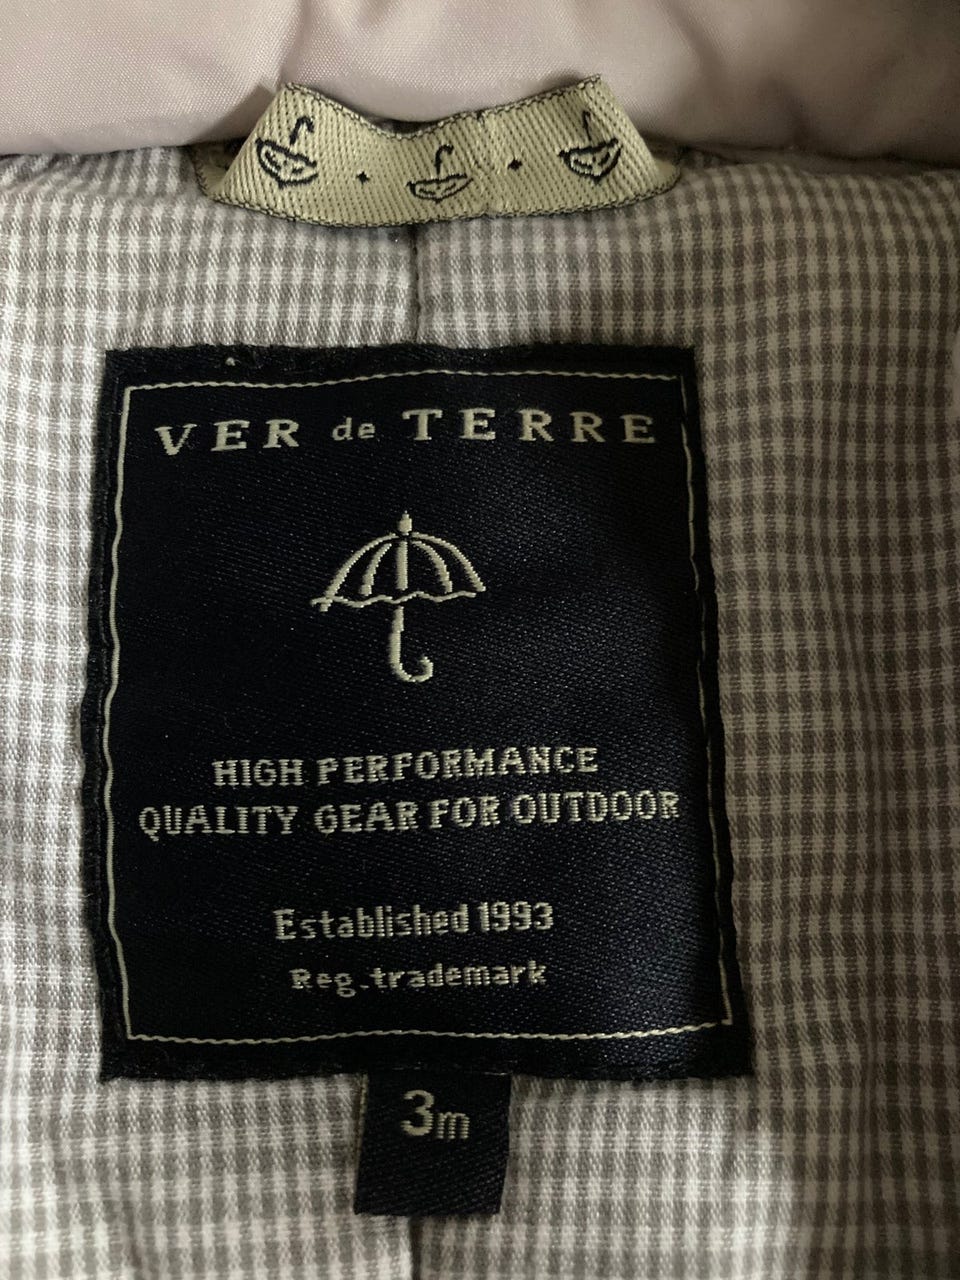 VER de TERRE
HIGH PERFORMANCE
QUALITY GEAR FOR OUTDOOR
Established 1993
Reg.trademark
3m